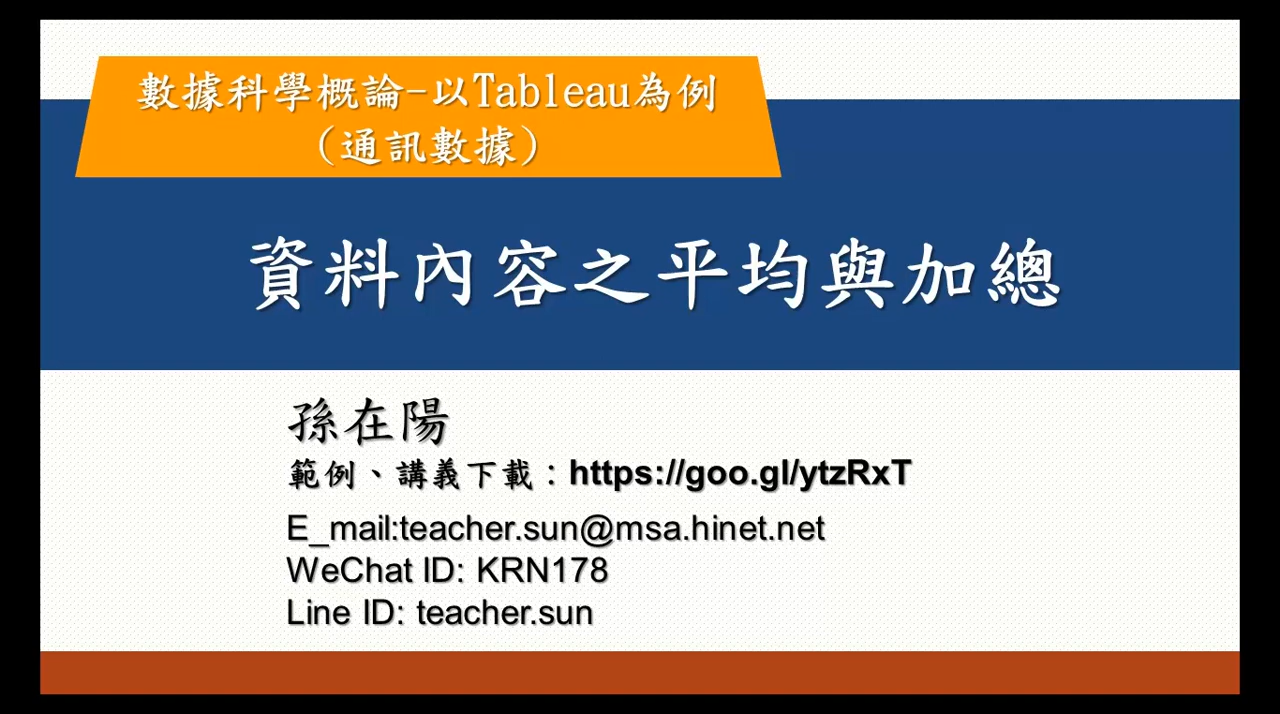 數據科學概論-以Tableau為例
（通訊數據）
資料內容之平均與加總
孫在陽
範例、講義下載：https://goo.gl/ytzRxT
E_mail:teacher.sun@msa.hinet.net
WeChat ID: KRN178
Line ID: teacher.sun